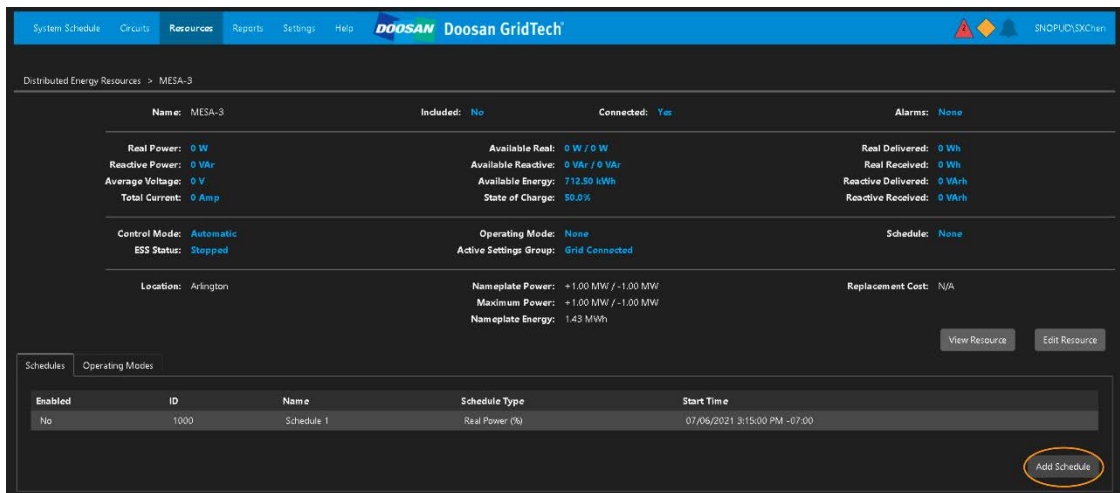 System Schedule Circuits Resources Reports Settings Help DOOSAN Doosan GridTech® SNOPUD\SXChen
Distributed Energy Resources > MESA-3
Name: MESA-3 Included: No Connected: Yes Alarms: None
Real Power: 0 W Available Real: 0 W / 0 W Real Delivered: 0 Wh
Reactive Power: 0 VAr Available Reactive: 0 VAr / 0 VAr Real Received: 0 Wh
Average Voltage: 0 V Available Energy: 712.50 kWh Reactive Delivered: 0 VArh
Total Current: 0 Amp State of Charge: 50.0% Reactive Received: 0 VArh
Control Mode: Automatic Operating Mode: None Schedule: None
ESS Status: Stopped Active Settings Group: Grid Connected
Location: Arlington Nameplate Power: +1.00 MW / -1.00 MW Replacement Cost: N/A
Maximum Power: +1.00 MW / -1.00 MW
Nameplate Energy: 1.43 MWh
View Resource Edit Resource
Schedules Operating Modes
Enabled ID Name Schedule Type Start Time
No 1000 Schedule 1 Real Power (%) 07/06/2021 3:15:00 PM -07:00
Add Schedule